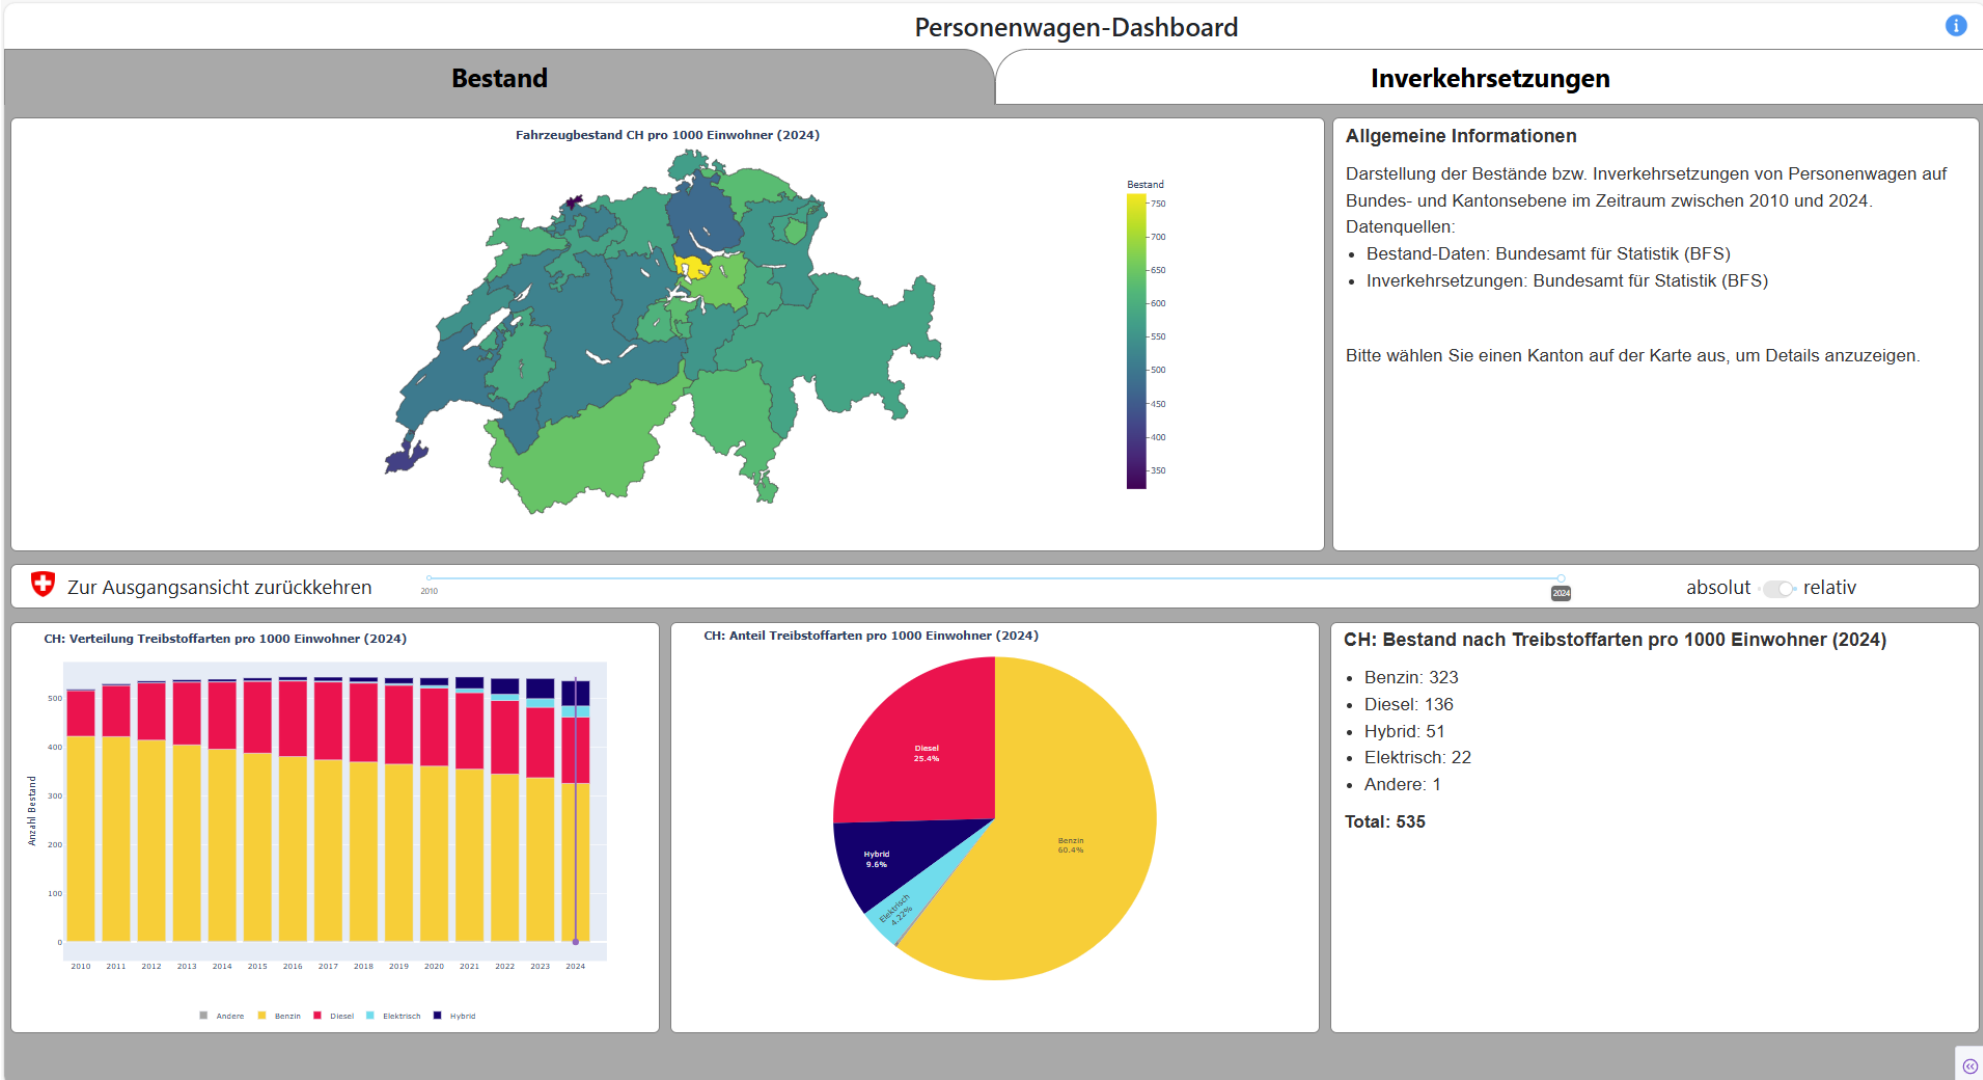 Personenwagen-Dashboard
Bestand
Inverkehrsetzungen
Fahrzeugbestand CH pro 1000 Einwohner (2024)
Bestand
750
700
650
600
550
500
450
400
350
Allgemeine Informationen
Darstellung der Bestände bzw. Inverkehrsetzungen von Personenwagen auf
Bundes- und Kantonsebene im Zeitraum zwischen 2010 und 2024.
Datenquellen:
• Bestand-Daten: Bundesamt für Statistik (BFS)
• Inverkehrsetzungen: Bundesamt für Statistik (BFS)
Bitte wählen Sie einen Kanton auf der Karte aus, um Details anzuzeigen.
Zur Ausgangsansicht zurückkehren
2010
2024
absolut
relativ
CH: Verteilung Treibstoffarten pro 1000 Einwohner (2024)
Anzahl Bestand
500
400
300
200
100
0
2010 2011 2012 2013 2014 2015 2016 2017 2018 2019 2020 2021 2022 2023 2024
Andere Benzin Diesel Elektrisch Hybrid
CH: Anteil Treibstoffarten pro 1000 Einwohner (2024)
Diesel
25.4%
Benzin
60.4%
Hybrid
9.6%
Elektrisch
4.22%
CH: Bestand nach Treibstoffarten pro 1000 Einwohner (2024)
• Benzin: 323
• Diesel: 136
• Hybrid: 51
• Elektrisch: 22
• Andere: 1
Total: 535